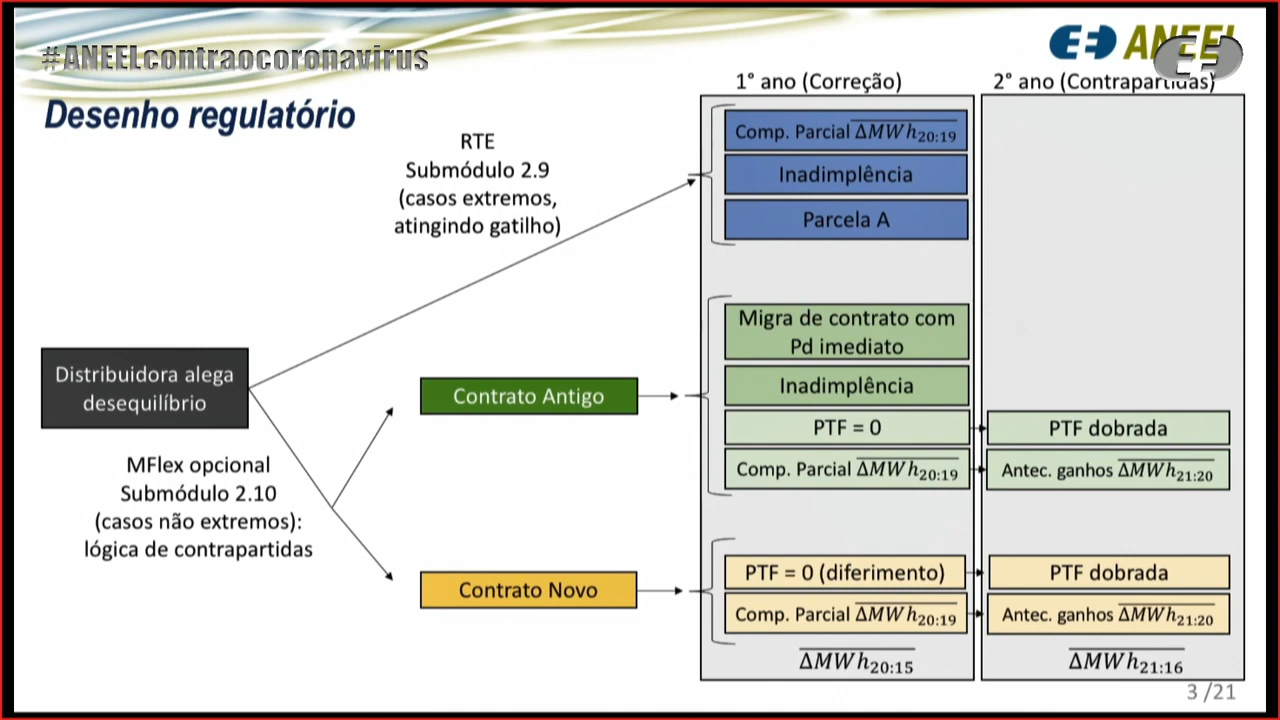 #ANEELcontraocoronavirus
ANEEL
Desenho regulatório
1° ano (Correção)
2° ano (Contrapartidas)
RTE
Submódulo 2.9
(casos extremos,
atingindo gatilho)
Comp. Parcial ΔMWh20:19
Inadimplência
Parcela A
Distribuidora alega
desequilíbrio
MFlex opcional
Submódulo 2.10
(casos não extremos):
lógica de contrapartidas
Contrato Antigo
Migra de contrato com
Pd imediato
Inadimplência
PTF = 0
PTF dobrada
Comp. Parcial ΔMWh20:19
Antec. ganhos ΔMWh21:20
Contrato Novo
PTF = 0 (diferimento)
PTF dobrada
Comp. Parcial ΔMWh20:19
Antec. ganhos ΔMWh21:20
ΔMWh20:15
ΔMWh21:16
3 /21